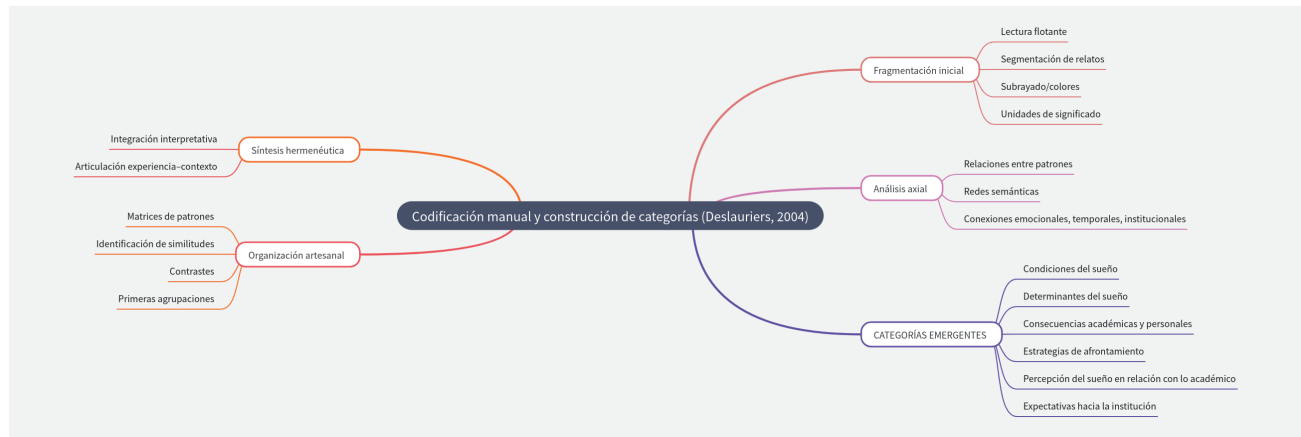 Codificación manual y construcción de categorías (Deslauriers, 2004)
Fragmentación inicial
Lectura flotante
Segmentación de relatos
Subrayado/colores
Unidades de significado
Análisis axial
Relaciones entre patrones
Redes semánticas
Conexiones emocionales, temporales, institucionales
CATEGORÍAS EMERGENTES
Condiciones del sueño
Determinantes del sueño
Consecuencias académicas y personales
Estrategias de afrontamiento
Percepción del sueño en relación con lo académico
Expectativas hacia la institución
Síntesis hermenéutica
Integración interpretativa
Articulación experiencia–contexto
Organización artesanal
Matrices de patrones
Identificación de similitudes
Contrastes
Primeras agrupaciones